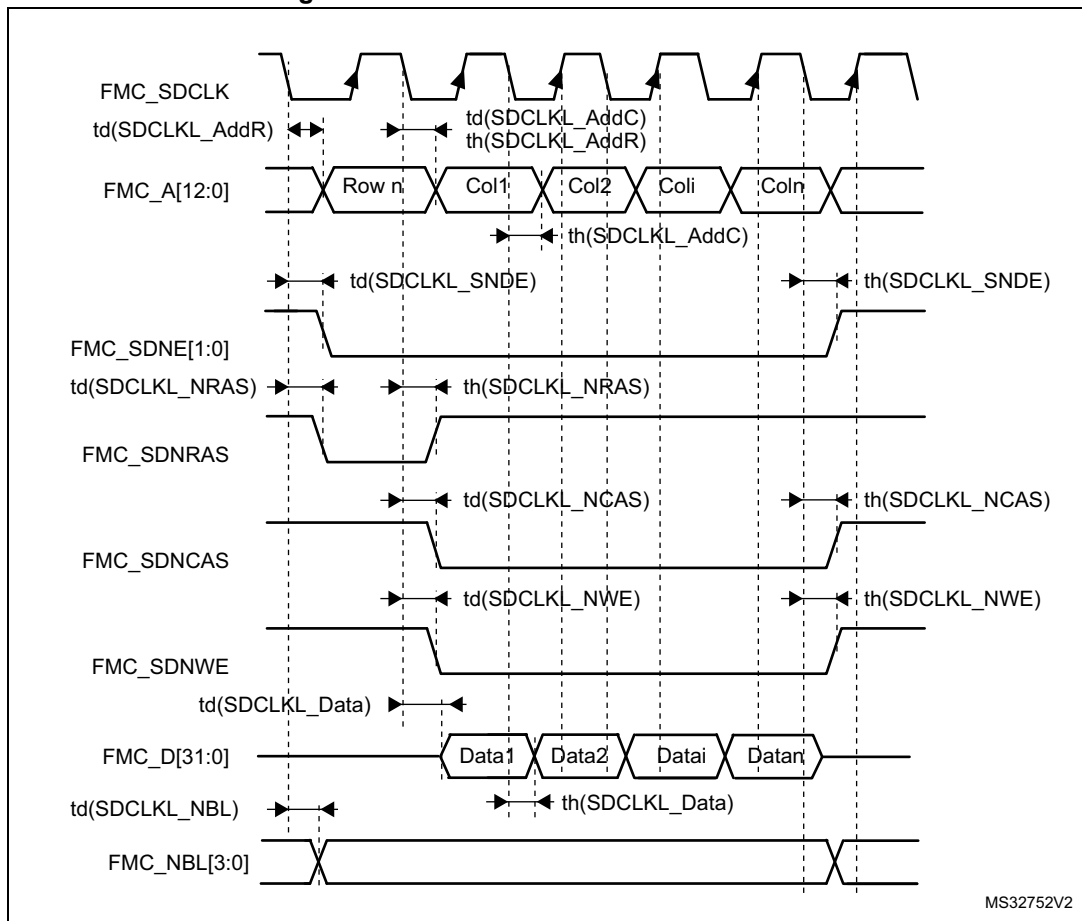 FMC_SDCLK
td(SDCLKL_AddR)
td(SDCLKL_AddC)
th(SDCLKL_AddR)
FMC_A[12:0]
Row n
Col1
Col2
Coli
Coln
th(SDCLKL_AddC)
td(SDCLKL_SNDE)
th(SDCLKL_SNDE)
FMC_SDNE[1:0]
td(SDCLKL_NRAS)
th(SDCLKL_NRAS)
FMC_SDNRAS
td(SDCLKL_NCAS)
th(SDCLKL_NCAS)
FMC_SDNCAS
td(SDCLKL_NWE)
th(SDCLKL_NWE)
FMC_SDNWE
td(SDCLKL_Data)
FMC_D[31:0]
Data1
Data2
Datai
Datan
th(SDCLKL_Data)
td(SDCLKL_NBL)
FMC_NBL[3:0]
MS32752V2